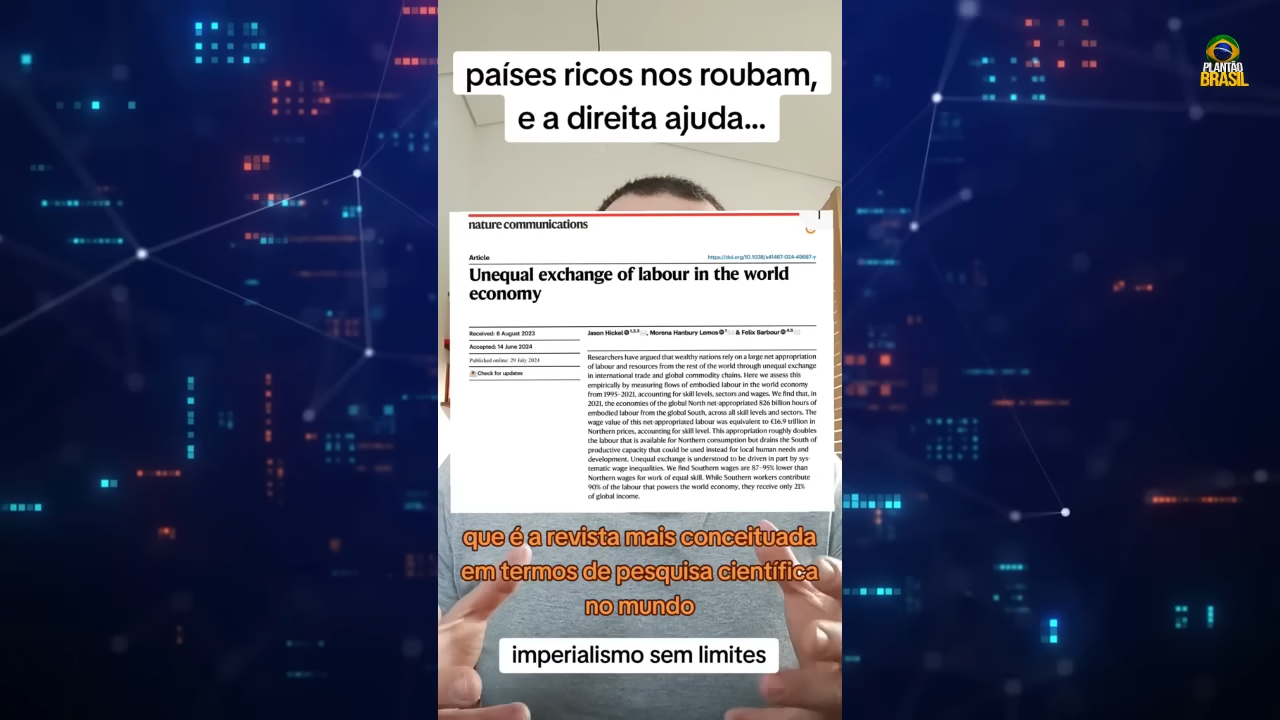 países ricos nos roubam,
e a direita ajuda...
PLANTÃO
BRASIL
nature communications
Article
https://doi.org/10.1038/s41467-024-49687-y
Unequal exchange of labour in the world
economy
Received: 8 August 2023
Accepted: 14 June 2024
Published online: 29 July 2024
Check for updates
Jason Hickel 1,2,3, Morena Hanbury Lemos 1 & Felix Barbour 4,5
Researchers have argued that wealthy nations rely on a large net appropriation
of labour and resources from the rest of the world through unequal exchange
in international trade and global commodity chains. Here we assess this
empirically by measuring flows of embodied labour in the world economy
from 1995–2021, accounting for skill levels, sectors and wages. We find that, in
2021, the economies of the global North net-appropriated 826 billion hours of
embodied labour from the global South, across all skill levels and sectors. The
wage value of this net-appropriated labour was equivalent to €16.9 trillion in
Northern prices, accounting for skill level. This appropriation roughly doubles
the labour that is available for Northern consumption but drains the South of
productive capacity that could be used instead for local human needs and
development. Unequal exchange is understood to be driven in part by sys-
tematic wage inequalities. We find Southern wages are 87–95% lower than
Northern wages for work of equal skill. While Southern workers contribute
90% of the labour that powers the world economy, they receive only 21%
of global income.
que é a revista mais conceituada
em termos de pesquisa científica
no mundo
imperialismo sem limites